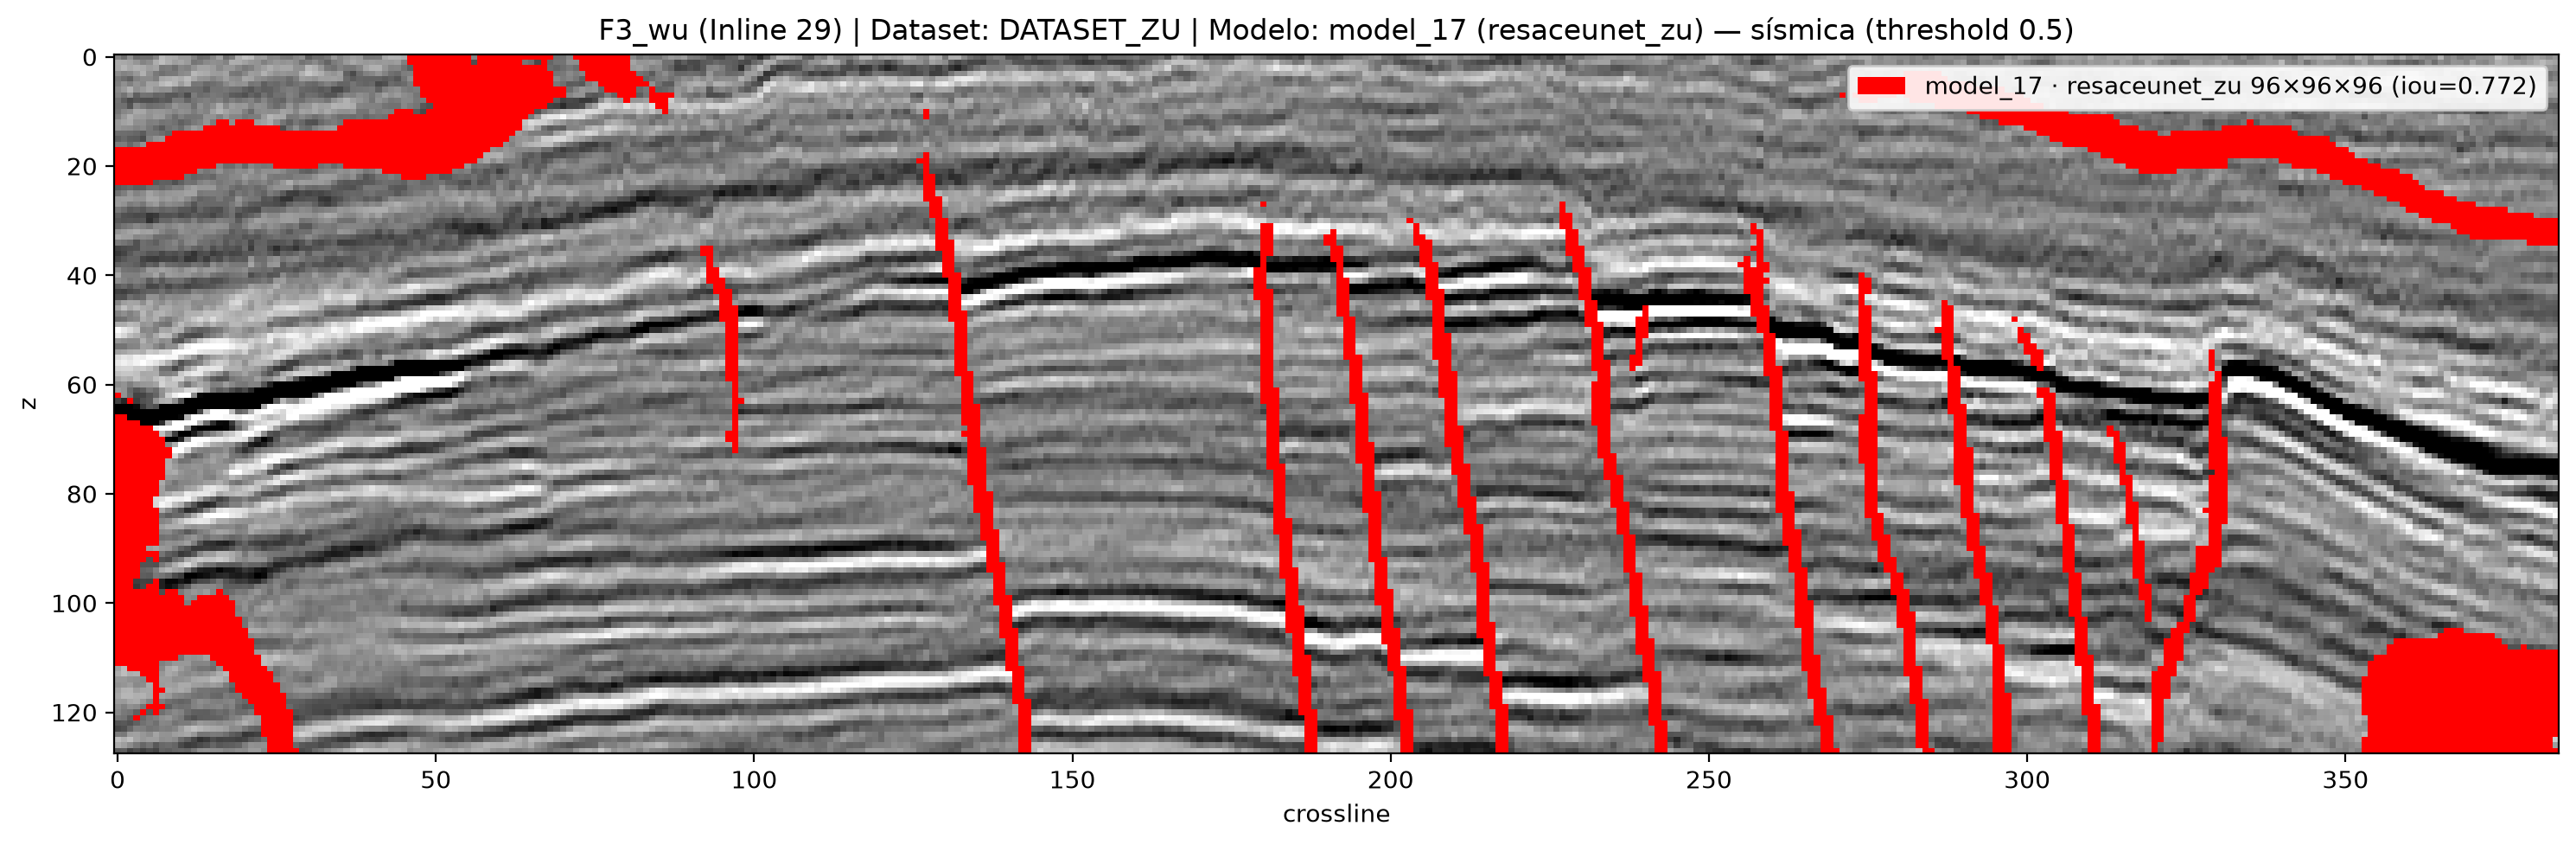 F3_wu (Inline 29) | Dataset: DATASET_ZU | Modelo: model_17 (resaceunet_zu) — sísmica (threshold 0.5)
model_17 · resaceunet_zu 96×96×96 (iou=0.772)
0
20
40
60
80
100
120
z
0 50 100 150 200 250 300 350
crossline